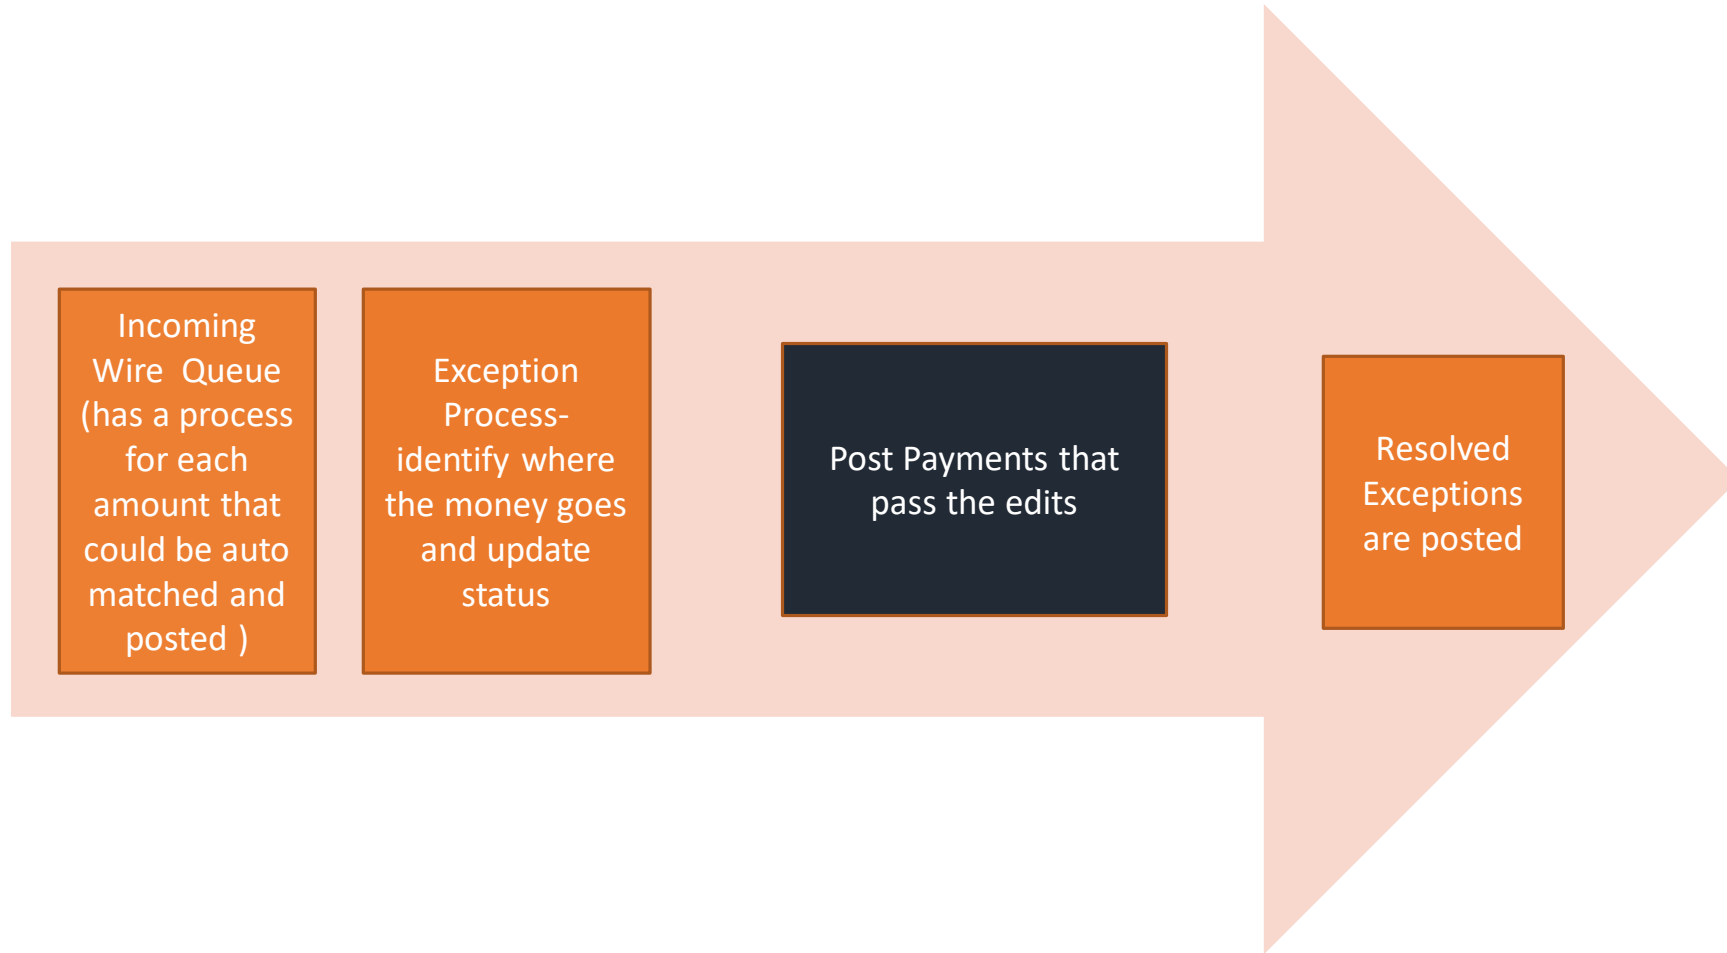 Incoming
Wire  Queue
(has a process
for each
amount that
could be auto
matched and
posted )
Exception
Process-
identify where
the money goes
and update
status
Post Payments that
pass the edits
Resolved
Exceptions
are posted